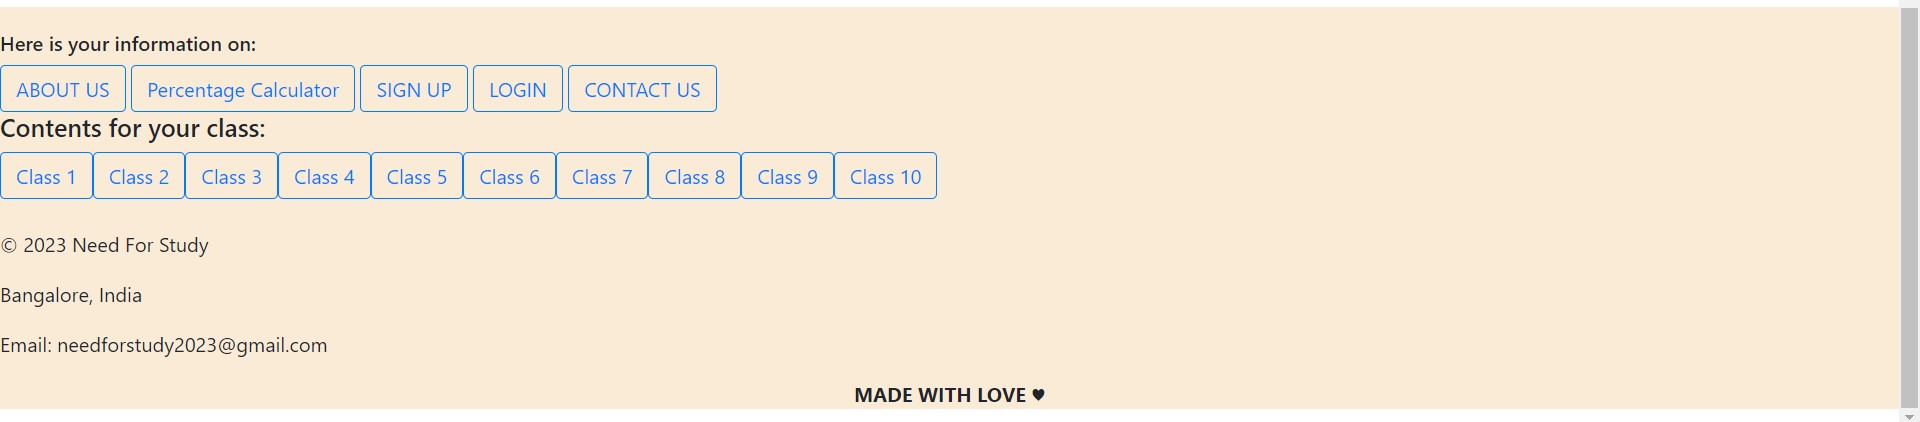 Here is your information on:
ABOUT US Percentage Calculator SIGN UP LOGIN CONTACT US
Contents for your class:
Class 1 Class 2 Class 3 Class 4 Class 5 Class 6 Class 7 Class 8 Class 9 Class 10
© 2023 Need For Study
Bangalore, India
Email: needforstudy2023@gmail.com
MADE WITH LOVE ♥